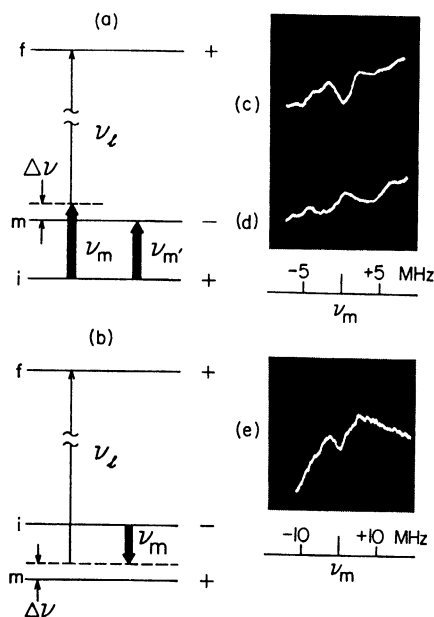 (a)
f +
ν_ℓ
Δν
m −
ν_m ν_m'
i +
(b)
f +
ν_ℓ
i −
ν_m
m +
Δν
(c)
(d)
-5 +5 MHz
ν_m
(e)
-10 +10 MHz
ν_m